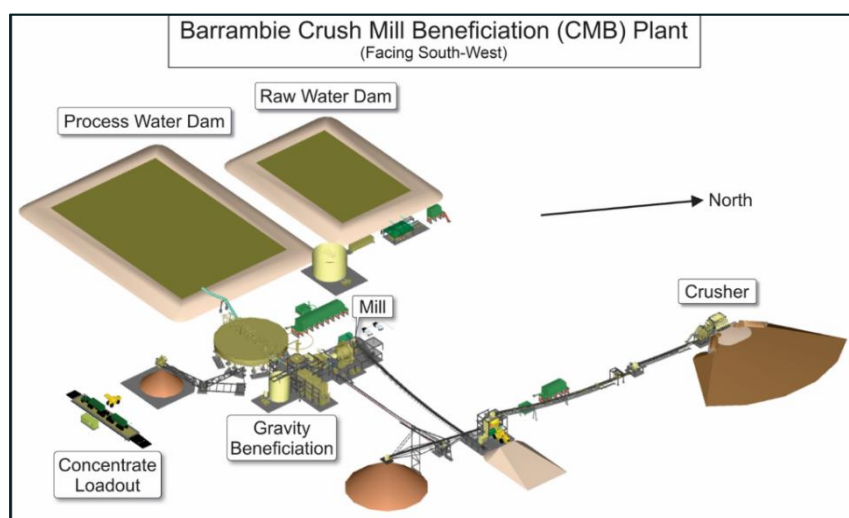 Barrambie Crush Mill Beneficiation (CMB) Plant
(Facing South-West)
Raw Water Dam
Process Water Dam
North
Crusher
Mill
Gravity
Beneficiation
Concentrate
Loadout